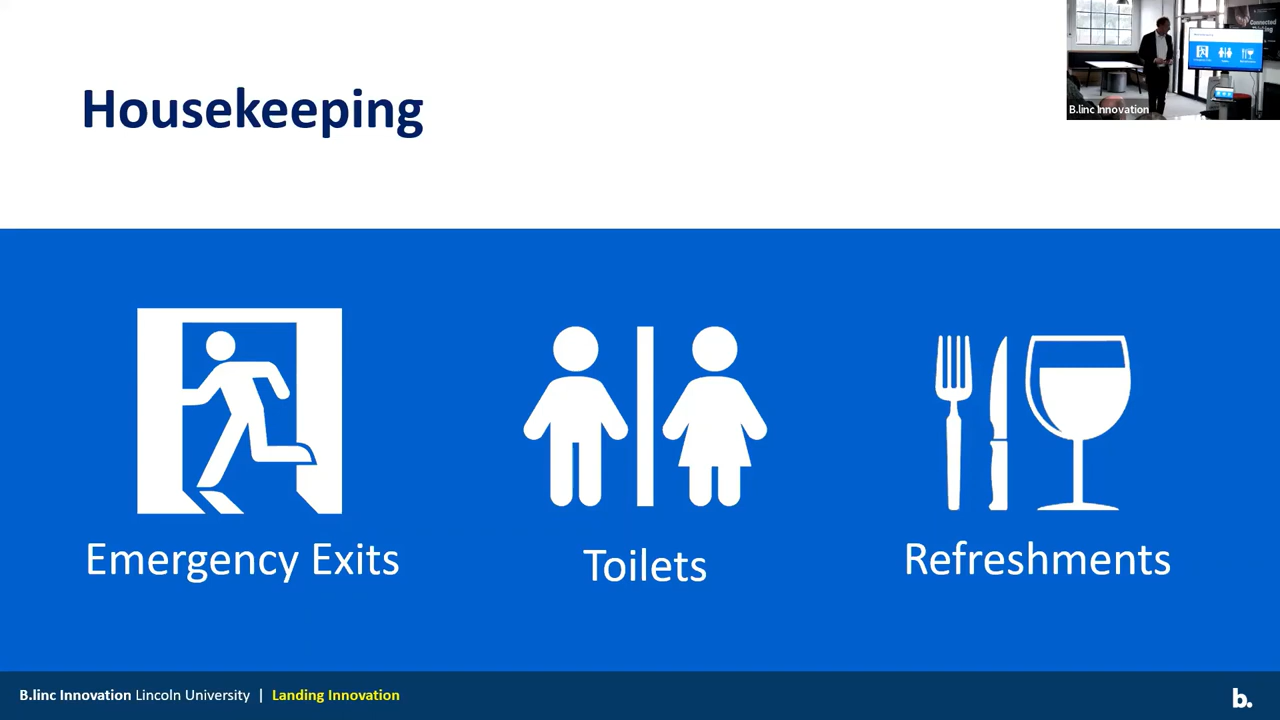 Housekeeping
B.linc Innovation
Emergency Exits
Toilets
Refreshments
B.linc Innovation Lincoln University | Landing Innovation
b.